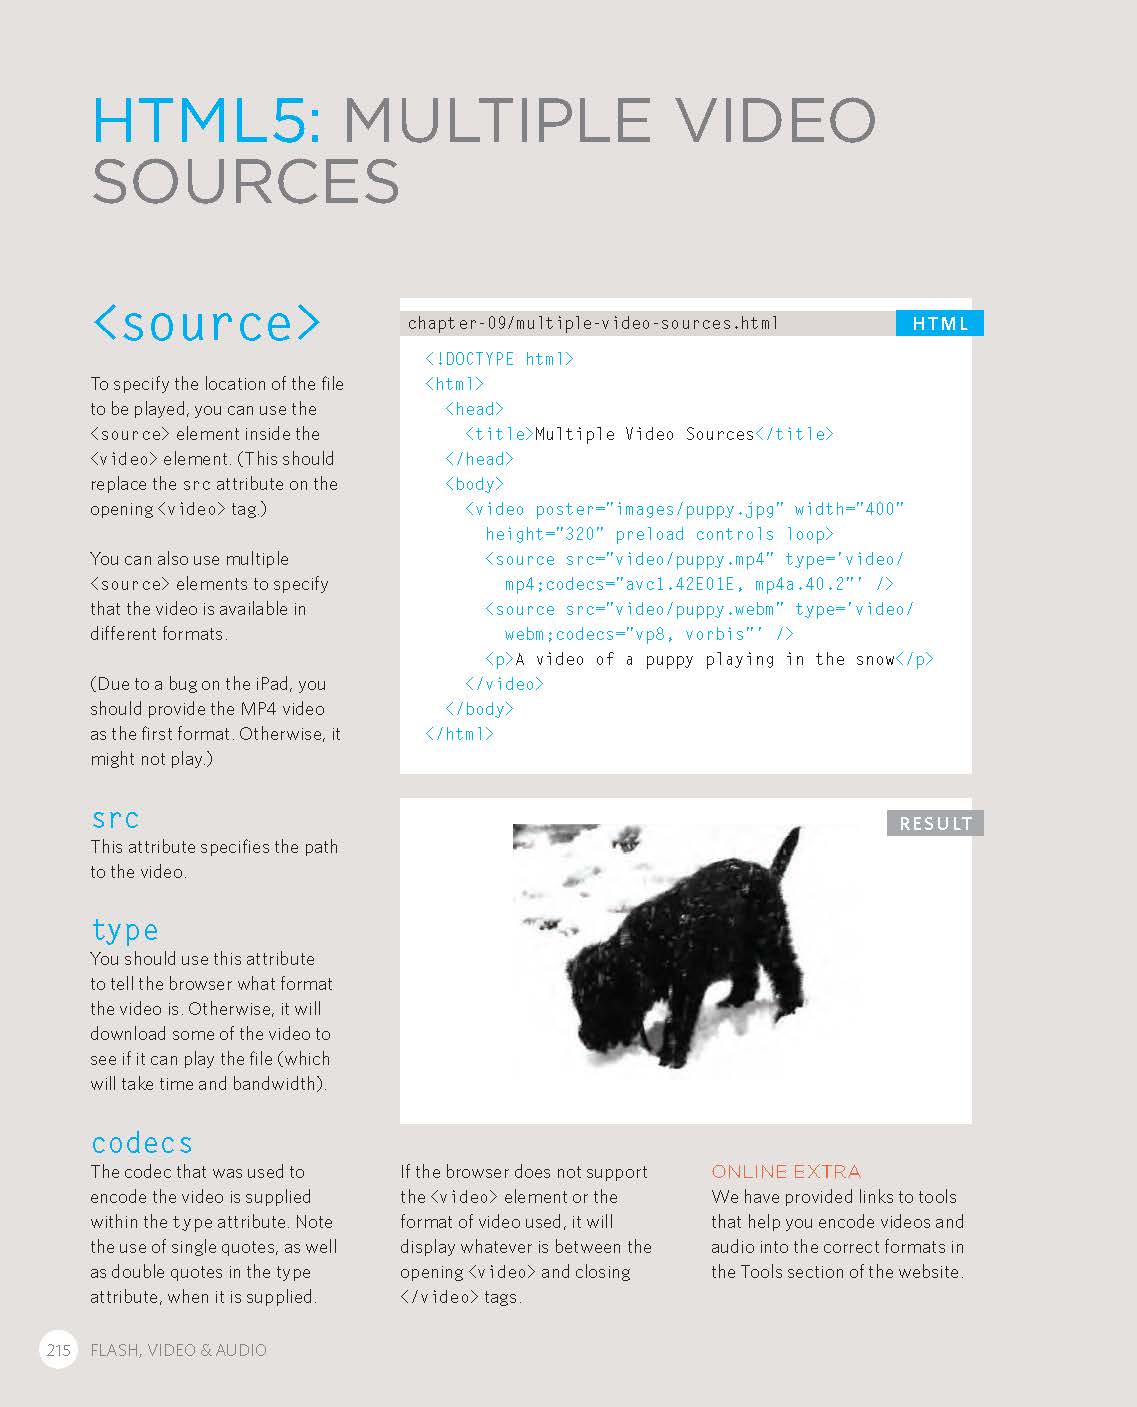 HTML5: MULTIPLE VIDEO
SOURCES
<source>
To specify the location of the file
to be played, you can use the
<source> element inside the
<video> element. (This should
replace the src attribute on the
opening <video> tag.)
You can also use multiple
<source> elements to specify
that the video is available in
different formats.
(Due to a bug on the iPad, you
should provide the MP4 video
as the first format. Otherwise, it
might not play.)
src
This attribute specifies the path
to the video.
type
You should use this attribute
to tell the browser what format
the video is. Otherwise, it will
download some of the video to
see if it can play the file (which
will take time and bandwidth).
codecs
The codec that was used to
encode the video is supplied
within the type attribute. Note
the use of single quotes, as well
as double quotes in the type
attribute, when it is supplied.
chapter-09/multiple-video-sources.html
HTML
<!DOCTYPE html>
<html>
<head>
<title>Multiple Video Sources</title>
</head>
<body>
<video poster="images/puppy.jpg" width="400"
height="320" preload controls loop>
<source src="video/puppy.mp4" type='video/
mp4;codecs="avc1.42E01E, mp4a.40.2"' />
<source src="video/puppy.webm" type='video/
webm;codecs="vp8, vorbis"' />
<p>A video of a puppy playing in the snow</p>
</video>
</body>
</html>
RESULT
If the browser does not support
the <video> element or the
format of video used, it will
display whatever is between the
opening <video> and closing
</video> tags.
ONLINE EXTRA
We have provided links to tools
that help you encode videos and
audio into the correct formats in
the Tools section of the website.
215 FLASH, VIDEO & AUDIO